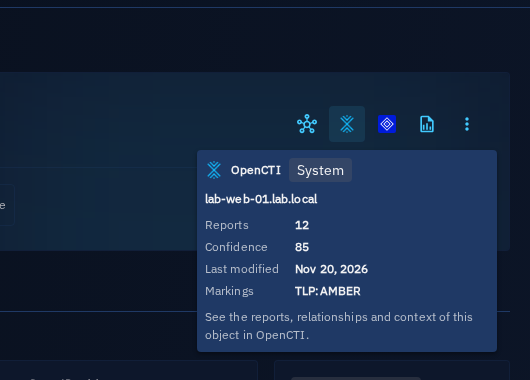 OpenCTI System
lab-web-01.lab.local
Reports 12
Confidence 85
Last modified Nov 20, 2026
Markings TLP:AMBER
See the reports, relationships and context of this
object in OpenCTI.